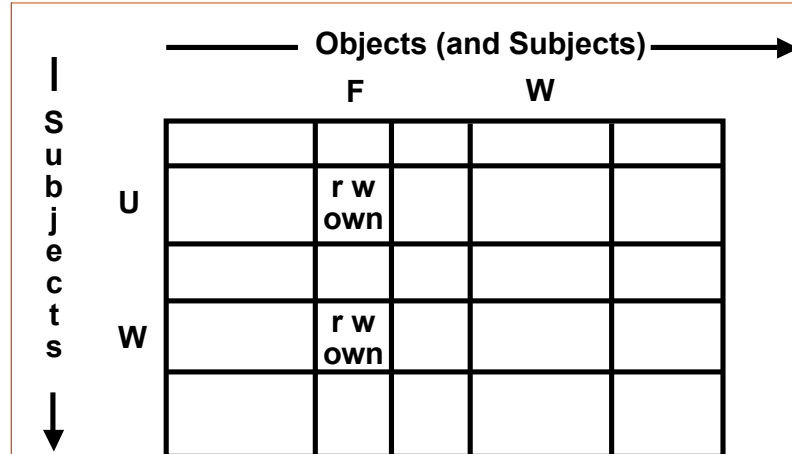 Objects (and Subjects)
F W
Subjects
U
r w
own
W
r w
own